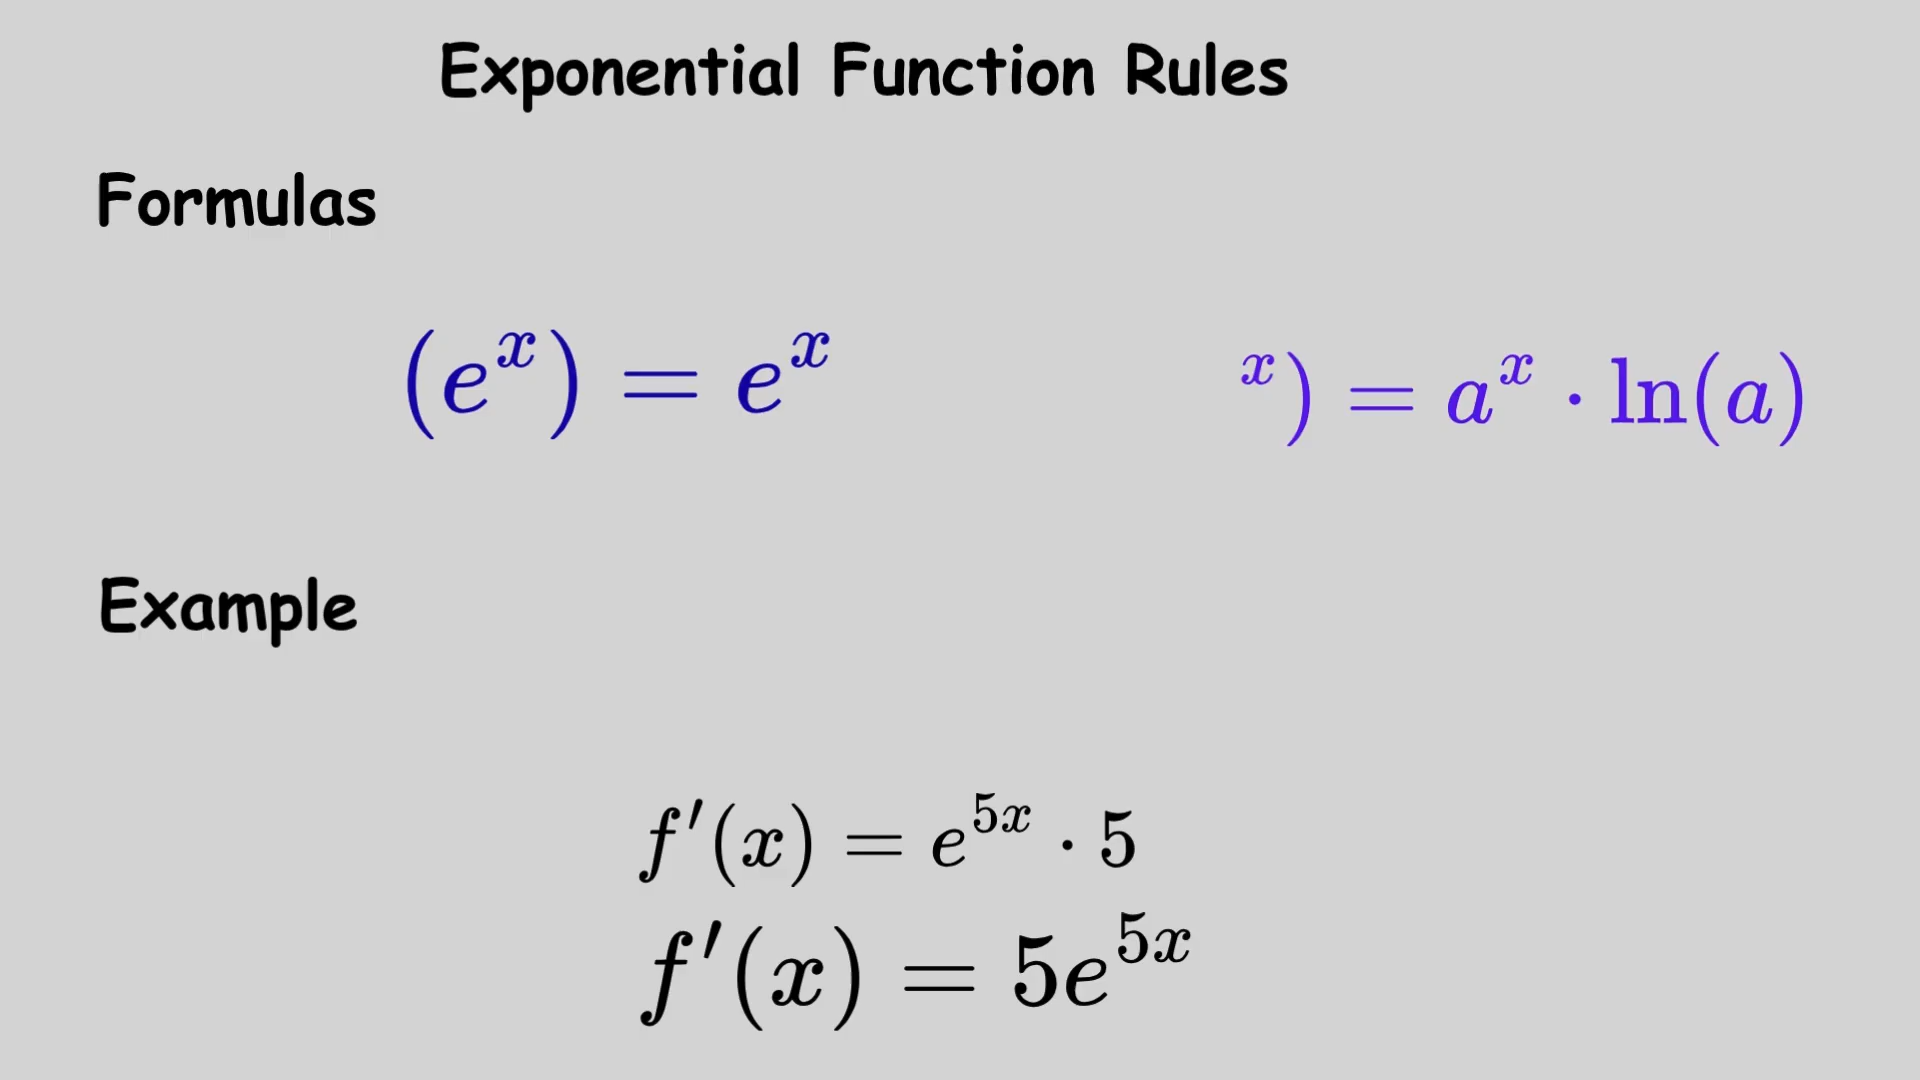 Exponential Function Rules
Formulas
(e^x) = e^x
^x) = a^x · ln(a)
Example
f′(x) = e^{5x} · 5
f′(x) = 5e^{5x}